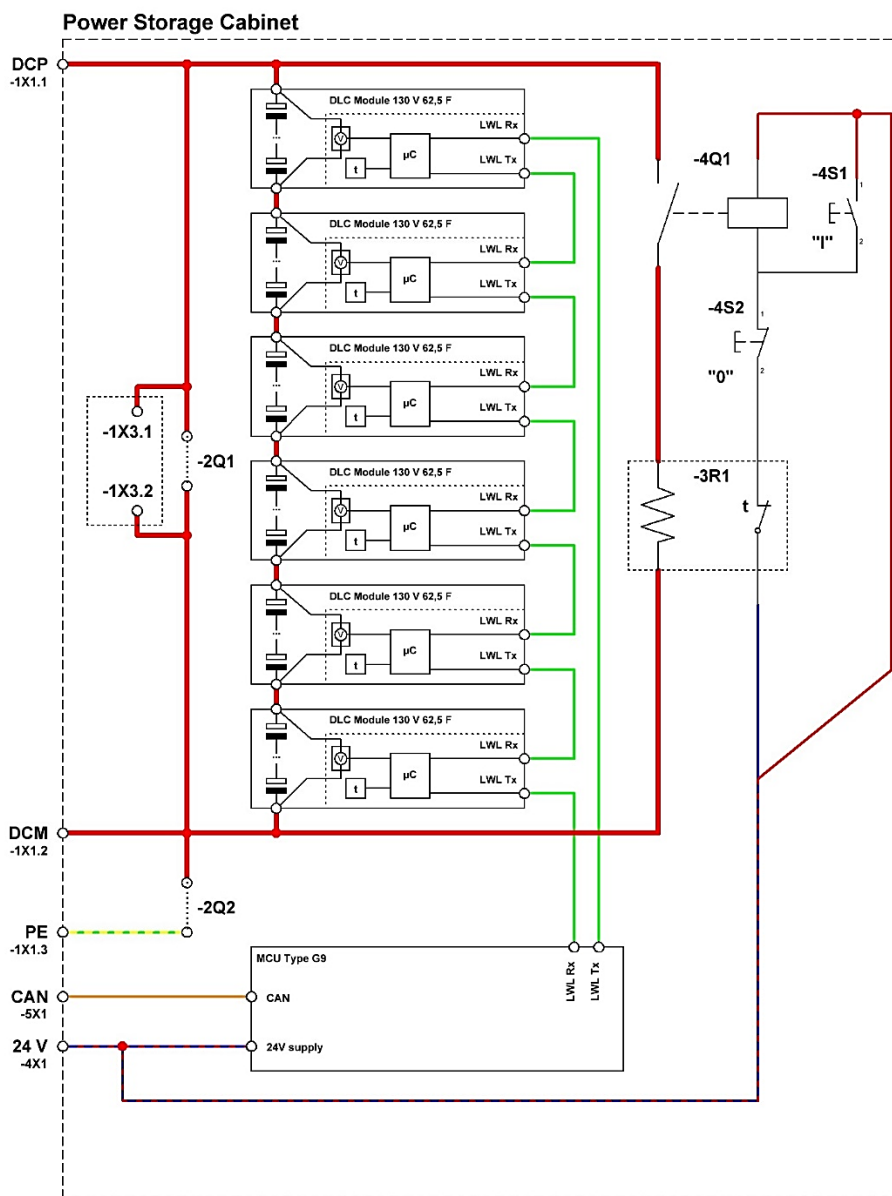 Power Storage Cabinet
DCP
-1X1.1
DLC Module 130 V 62,5 F
LWL Rx
V
µC
LWL Tx
t
DLC Module 130 V 62,5 F
LWL Rx
V
µC
LWL Tx
t
DLC Module 130 V 62,5 F
LWL Rx
V
µC
LWL Tx
t
DLC Module 130 V 62,5 F
LWL Rx
V
µC
LWL Tx
t
DLC Module 130 V 62,5 F
LWL Rx
V
µC
LWL Tx
t
DLC Module 130 V 62,5 F
LWL Rx
V
µC
LWL Tx
t
-4Q1
-4S1
1
"I"
2
-4S2
1
"0"
2
-1X3.1
-2Q1
-1X3.2
-3R1
t
DCM
-1X1.2
-2Q2
PE
-1X1.3
MCU Type G9
LWL Rx
LWL Tx
CAN
-5X1
CAN
24 V
-4X1
24V supply